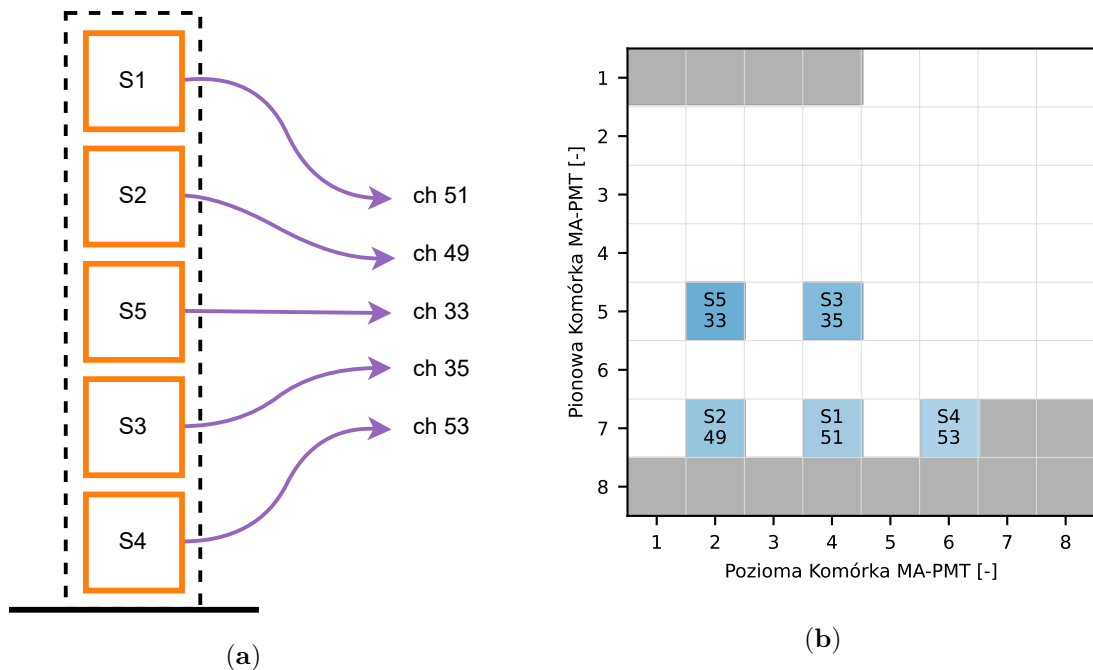 S1
S2
S5
S3
S4
ch 51
ch 49
ch 33
ch 35
ch 53
(a)
Pionowa Komórka MA-PMT [-]
1
2
3
4
5
6
7
8
S5
33
S3
35
S2
49
S1
51
S4
53
1 2 3 4 5 6 7 8
Pozioma Komórka MA-PMT [-]
(b)